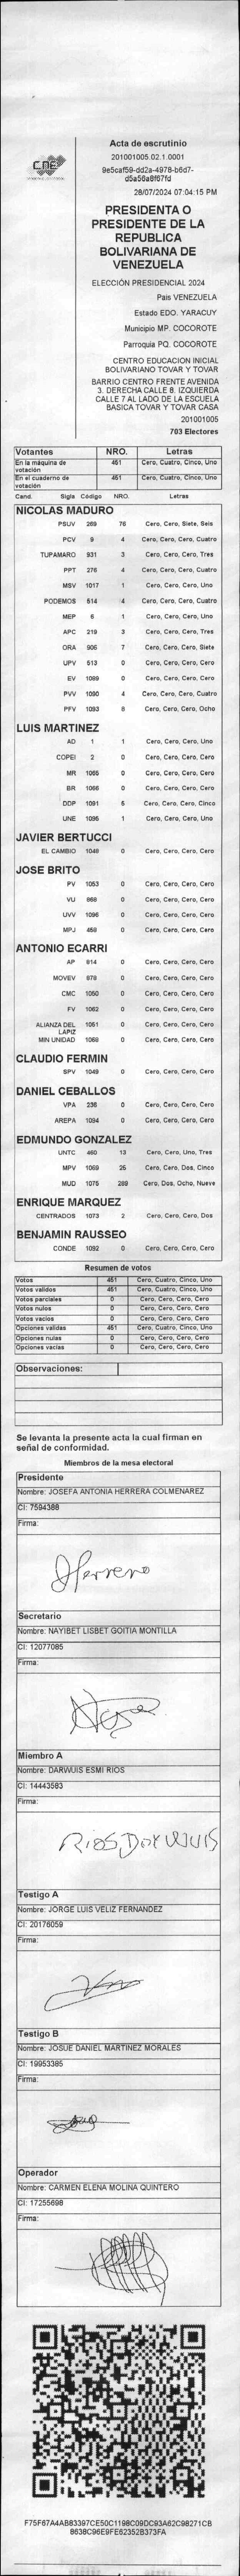 CNE
Acta de escrutinio
201001005.02.1.0001
9e5caf59-dd2a-4978-b6d7-
d5a56a8f67fd
28/07/2024 07:04:15 PM
PRESIDENTA O
PRESIDENTE DE LA
REPUBLICA
BOLIVARIANA DE
VENEZUELA
ELECCIÓN PRESIDENCIAL 2024
Pais VENEZUELA
Estado EDO. YARACUY
Municipio MP. COCOROTE
Parroquia PQ. COCOROTE
CENTRO EDUCACION INICIAL
BOLIVARIANO TOVAR Y TOVAR
BARRIO CENTRO FRENTE AVENIDA
3. DERECHA CALLE 8. IZQUIERDA
CALLE 7 AL LADO DE LA ESCUELA
BASICA TOVAR Y TOVAR CASA
201001005
703 Electores
Votantes NRO. Letras
En la máquina de votación 451 Cero, Cuatro, Cinco, Uno
En el cuaderno de votación 451 Cero, Cuatro, Cinco, Uno
Cand. Sigla Código NRO. Letras
NICOLAS MADURO
PSUV 269 76 Cero, Cero, Siete, Seis
PCV 9 4 Cero, Cero, Cero, Cuatro
TUPAMARO 931 3 Cero, Cero, Cero, Tres
PPT 276 4 Cero, Cero, Cero, Cuatro
MSV 1017 1 Cero, Cero, Cero, Uno
PODEMOS 514 4 Cero, Cero, Cero, Cuatro
MEP 6 1 Cero, Cero, Cero, Uno
APC 219 3 Cero, Cero, Cero, Tres
ORA 906 7 Cero, Cero, Cero, Siete
UPV 513 0 Cero, Cero, Cero, Cero
EV 1089 0 Cero, Cero, Cero, Cero
PVV 1090 4 Cero, Cero, Cero, Cuatro
PFV 1093 8 Cero, Cero, Cero, Ocho
LUIS MARTINEZ
AD 1 1 Cero, Cero, Cero, Uno
COPEI 2 0 Cero, Cero, Cero, Cero
MR 1065 0 Cero, Cero, Cero, Cero
BR 1066 0 Cero, Cero, Cero, Cero
DDP 1091 5 Cero, Cero, Cero, Cinco
UNE 1095 1 Cero, Cero, Cero, Uno
JAVIER BERTUCCI
EL CAMBIO 1048 0 Cero, Cero, Cero, Cero
JOSE BRITO
PV 1053 0 Cero, Cero, Cero, Cero
VU 868 0 Cero, Cero, Cero, Cero
UVV 1096 0 Cero, Cero, Cero, Cero
MPJ 458 0 Cero, Cero, Cero, Cero
ANTONIO ECARRI
AP 814 0 Cero, Cero, Cero, Cero
MOVEV 878 0 Cero, Cero, Cero, Cero
CMC 1050 0 Cero, Cero, Cero, Cero
FV 1062 0 Cero, Cero, Cero, Cero
ALIANZA DEL LAPIZ 1051 0 Cero, Cero, Cero, Cero
MIN UNIDAD 1068 0 Cero, Cero, Cero, Cero
CLAUDIO FERMIN
SPV 1049 0 Cero, Cero, Cero, Cero
DANIEL CEBALLOS
VPA 236 0 Cero, Cero, Cero, Cero
AREPA 1094 0 Cero, Cero, Cero, Cero
EDMUNDO GONZALEZ
UNTC 460 13 Cero, Cero, Uno, Tres
MPV 1069 25 Cero, Cero, Dos, Cinco
MUD 1075 289 Cero, Dos, Ocho, Nueve
ENRIQUE MARQUEZ
CENTRADOS 1073 2 Cero, Cero, Cero, Dos
BENJAMIN RAUSSEO
CONDE 1092 0 Cero, Cero, Cero, Cero
Resumen de votos
Votos 451 Cero, Cuatro, Cinco, Uno
Votos validos 451 Cero, Cuatro, Cinco, Uno
Votos parciales 0 Cero, Cero, Cero, Cero
Votos nulos 0 Cero, Cero, Cero, Cero
Votos vacios 0 Cero, Cero, Cero, Cero
Opciones validas 451 Cero, Cuatro, Cinco, Uno
Opciones nulas 0 Cero, Cero, Cero, Cero
Opciones vacias 0 Cero, Cero, Cero, Cero
Observaciones:
Se levanta la presente acta la cual firman en
señal de conformidad.
Miembros de la mesa electoral
Presidente
Nombre: JOSEFA ANTONIA HERRERA COLMENAREZ
CI: 7594388
Firma:
Secretario
Nombre: NAYIBET LISBET GOITIA MONTILLA
CI: 12077085
Firma:
Miembro A
Nombre: DARWUIS ESMI RIOS
CI: 14443583
Firma:
RiOS DARWUIS
Testigo A
Nombre: JORGE LUIS VELIZ FERNANDEZ
CI: 20176059
Firma:
Testigo B
Nombre: JOSUE DANIEL MARTINEZ MORALES
CI: 19953385
Firma:
Operador
Nombre: CARMEN ELENA MOLINA QUINTERO
CI: 17255698
Firma:
F75F67A4AB83397CE50C1198C09DC93A62C98271CB
8638C96E9FE62352B373FA